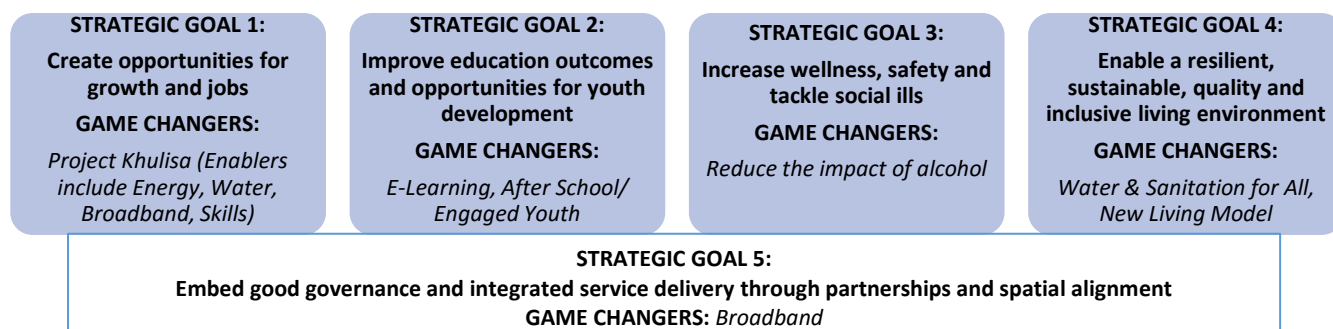 STRATEGIC GOAL 1:
Create opportunities for
growth and jobs
GAME CHANGERS:
Project Khulisa (Enablers
include Energy, Water,
Broadband, Skills)
STRATEGIC GOAL 2:
Improve education outcomes
and opportunities for youth
development
GAME CHANGERS:
E-Learning, After School/
Engaged Youth
STRATEGIC GOAL 3:
Increase wellness, safety and
tackle social ills
GAME CHANGERS:
Reduce the impact of alcohol
STRATEGIC GOAL 4:
Enable a resilient,
sustainable, quality and
inclusive living environment
GAME CHANGERS:
Water & Sanitation for All,
New Living Model
STRATEGIC GOAL 5:
Embed good governance and integrated service delivery through partnerships and spatial alignment
GAME CHANGERS: Broadband